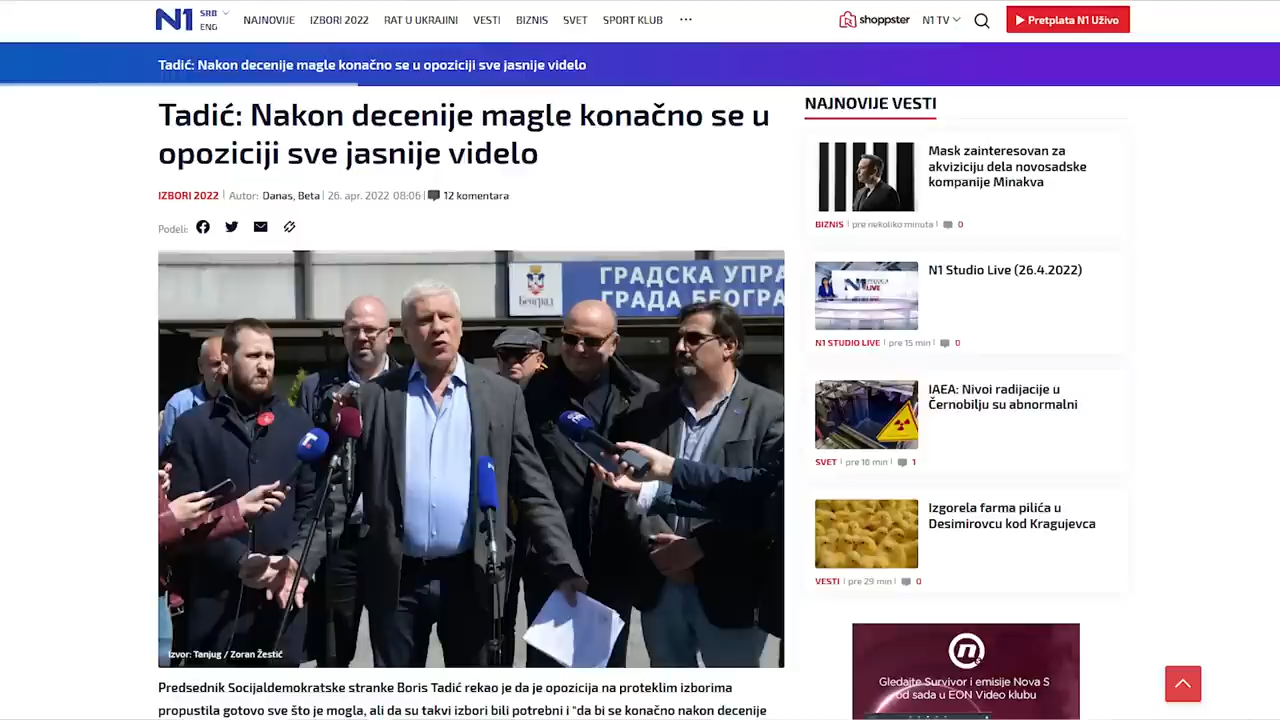 N1 SRB ENG NAJNOVIJE IZBORI 2022 RAT U UKRAJINI VESTI BIZNIS SVET SPORT KLUB ••• shoppster N1 TV Pretplata N1 Uživo
Tadić: Nakon decenije magle konačno se u opoziciji sve jasnije videlo
Tadić: Nakon decenije magle konačno se u
opoziciji sve jasnije videlo
IZBORI 2022 | Autor: Danas, Beta | 26. apr. 2022 08:06 | 12 komentara
Podeli:
ГРАДСКА УПРА
ГРАДА БЕОГРА
Београд
Izvor: Tanjug / Zoran Žestić
Predsednik Socijaldemokratske stranke Boris Tadić rekao je da je opozicija na proteklim izborima
propustila gotovo sve što je mogla, ali da su takvi izbori bili potrebni i "da bi se konačno nakon decenije
NAJNOVIJE VESTI
Mask zainteresovan za
akviziciju dela novosadske
kompanije Minakva
BIZNIS | pre nekoliko minuta | 0
N1 Studio Live (26.4.2022)
N1 STUDIO LIVE | pre 15 min | 0
IAEA: Nivoi radijacije u
Černobilju su abnormalni
SVET | pre 18 min | 1
Izgorela farma pilića u
Desimirovcu kod Kragujevca
VESTI | pre 29 min | 0
Gledajte Survivor i emisije Nova S
od sada u EON Video klubu